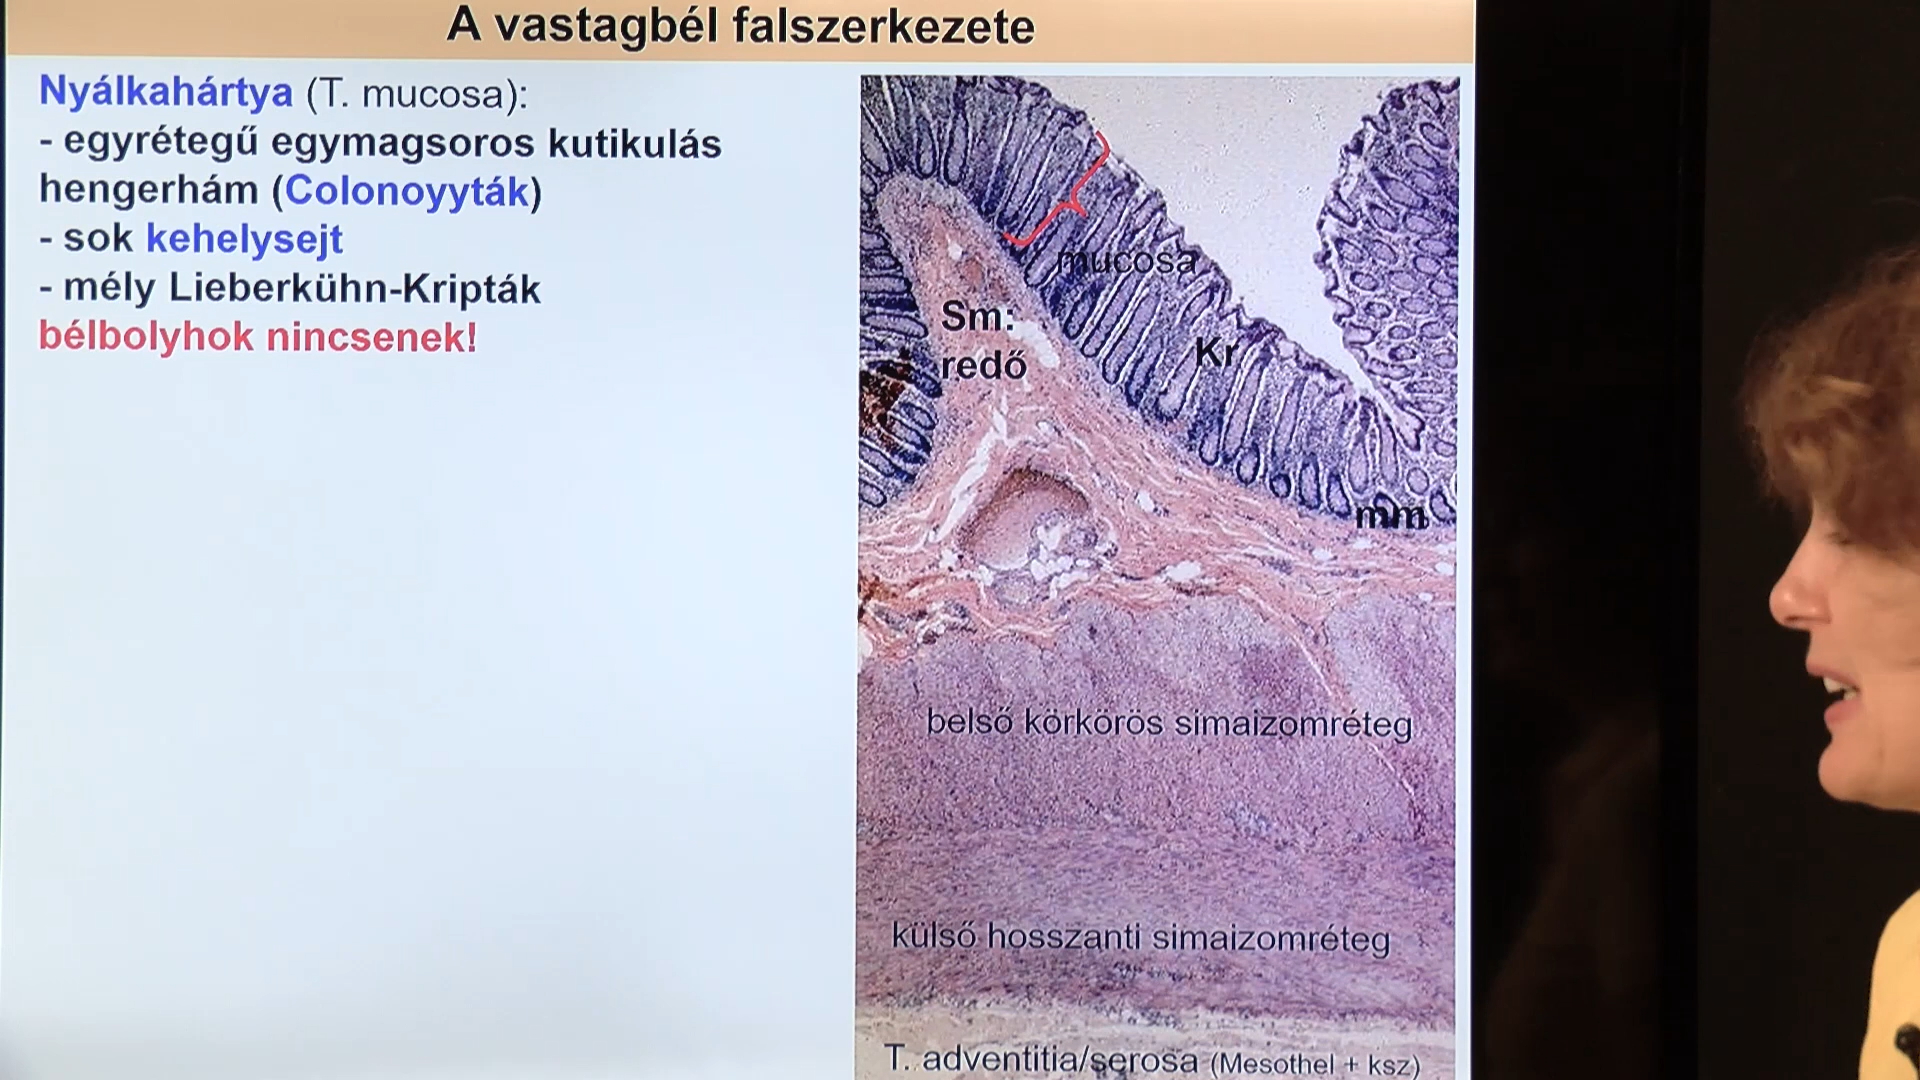 A vastagbél falszerkezete
Nyálkahártya (T. mucosa):
- egyrétegű egymagsoros kutikulás
hengerhám (Colonoyyták)
- sok kehelysejt
- mély Lieberkühn-Kripták
bélbolyhok nincsenek!
mucosa
Sm:
redő
Kr
mm
belső körkörös simaizomréteg
külső hosszanti simaizomréteg
T. adventitia/serosa (Mesothel + ksz)